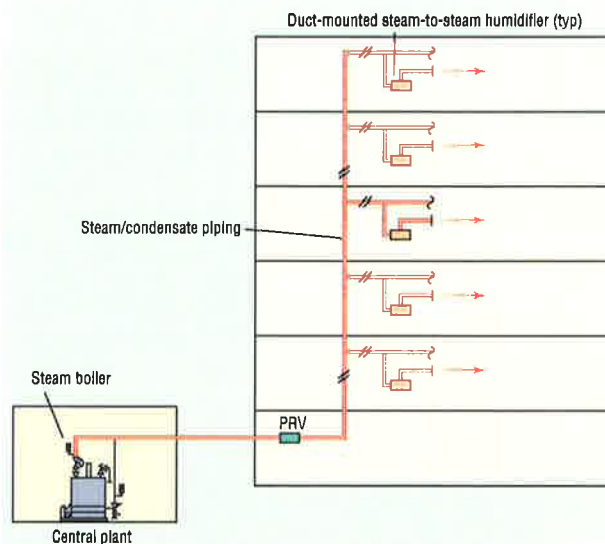 Duct-mounted steam-to-steam humidifier (typ)
Steam/condensate piping
Steam boiler
PRV
Central plant